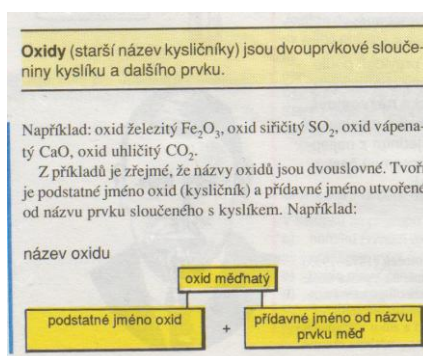 Oxidy (starší název kysličníky) jsou dvouprvkové slouče-
niny kyslíku a dalšího prvku.
Například: oxid železitý Fe₂O₃, oxid siřičitý SO₂, oxid vápena-
tý CaO, oxid uhličitý CO₂.
Z příkladů je zřejmé, že názvy oxidů jsou dvouslovné. Tvoří
je podstatné jméno oxid (kysličník) a přídavné jméno utvořené
od názvu prvku sloučeného s kyslíkem. Například:
název oxidu
oxid měďnatý
podstatné jméno oxid + přídavné jméno od názvu
prvku měď